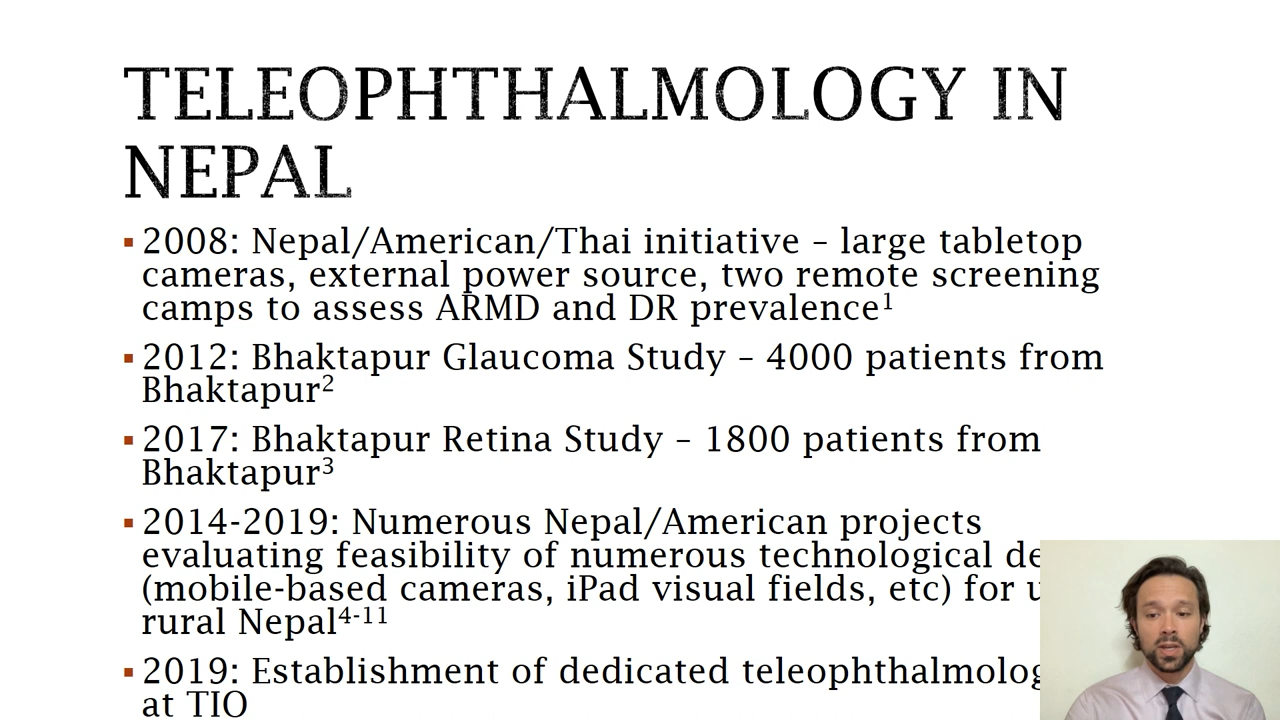 TELEOPHTHALMOLOGY IN
NEPAL
▪ 2008: Nepal/American/Thai initiative – large tabletop
cameras, external power source, two remote screening
camps to assess ARMD and DR prevalence¹
▪ 2012: Bhaktapur Glaucoma Study – 4000 patients from
Bhaktapur²
▪ 2017: Bhaktapur Retina Study – 1800 patients from
Bhaktapur³
▪ 2014-2019: Numerous Nepal/American projects
evaluating feasibility of numerous technological
(mobile-based cameras, iPad visual fields, etc) for
rural Nepal⁴⁻¹¹
▪ 2019: Establishment of dedicated
at TIO